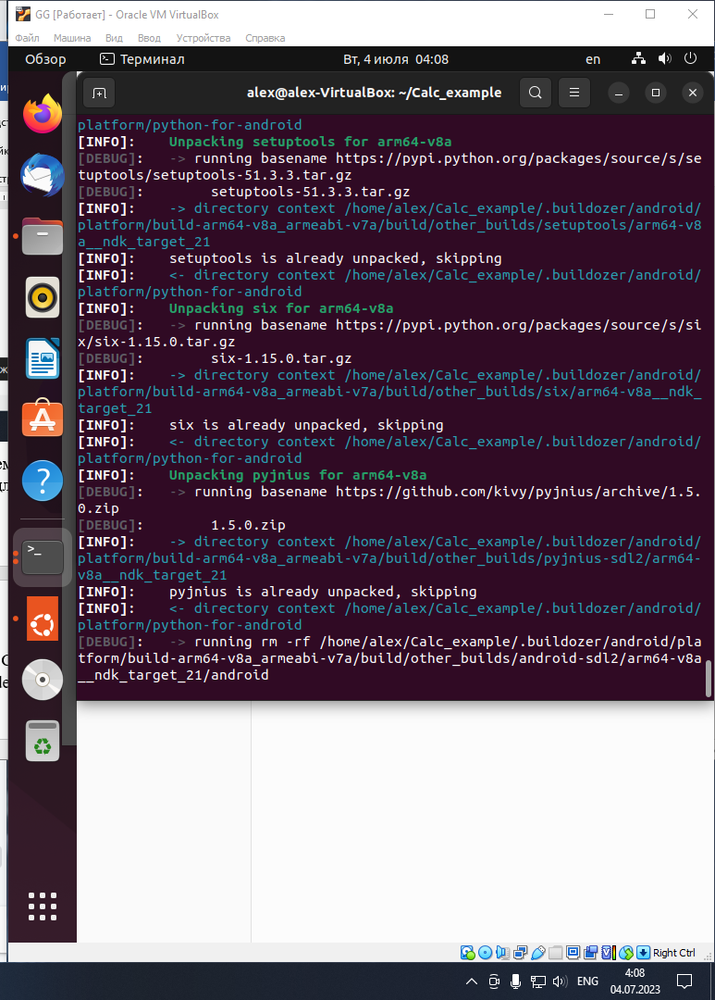 GG [Работает] - Oracle VM VirtualBox
Файл Машина Вид Ввод Устройства Справка
Обзор Терминал Вт, 4 июля 04:08 en
alex@alex-VirtualBox: ~/Calc_example
platform/python-for-android
[INFO]: Unpacking setuptools for arm64-v8a
[DEBUG]: -> running basename https://pypi.python.org/packages/source/s/se
tuptools/setuptools-51.3.3.tar.gz
[DEBUG]: setuptools-51.3.3.tar.gz
[INFO]: -> directory context /home/alex/Calc_example/.buildozer/android/
platform/build-arm64-v8a_armeabi-v7a/build/other_builds/setuptools/arm64-v8
a__ndk_target_21
[INFO]: setuptools is already unpacked, skipping
[INFO]: <- directory context /home/alex/Calc_example/.buildozer/android/
platform/python-for-android
[INFO]: Unpacking six for arm64-v8a
[DEBUG]: -> running basename https://pypi.python.org/packages/source/s/si
x/six-1.15.0.tar.gz
[DEBUG]: six-1.15.0.tar.gz
[INFO]: -> directory context /home/alex/Calc_example/.buildozer/android/
platform/build-arm64-v8a_armeabi-v7a/build/other_builds/six/arm64-v8a__ndk_
target_21
[INFO]: six is already unpacked, skipping
[INFO]: <- directory context /home/alex/Calc_example/.buildozer/android/
platform/python-for-android
[INFO]: Unpacking pyjnius for arm64-v8a
[DEBUG]: -> running basename https://github.com/kivy/pyjnius/archive/1.5.
0.zip
[DEBUG]: 1.5.0.zip
[INFO]: -> directory context /home/alex/Calc_example/.buildozer/android/
platform/build-arm64-v8a_armeabi-v7a/build/other_builds/pyjnius-sdl2/arm64-
v8a__ndk_target_21
[INFO]: pyjnius is already unpacked, skipping
[INFO]: <- directory context /home/alex/Calc_example/.buildozer/android/
platform/python-for-android
[DEBUG]: -> running rm -rf /home/alex/Calc_example/.buildozer/android/pla
tform/build-arm64-v8a_armeabi-v7a/build/other_builds/android-sdl2/arm64-v8a
__ndk_target_21/android
Right Ctrl
ENG
4:08
04.07.2023